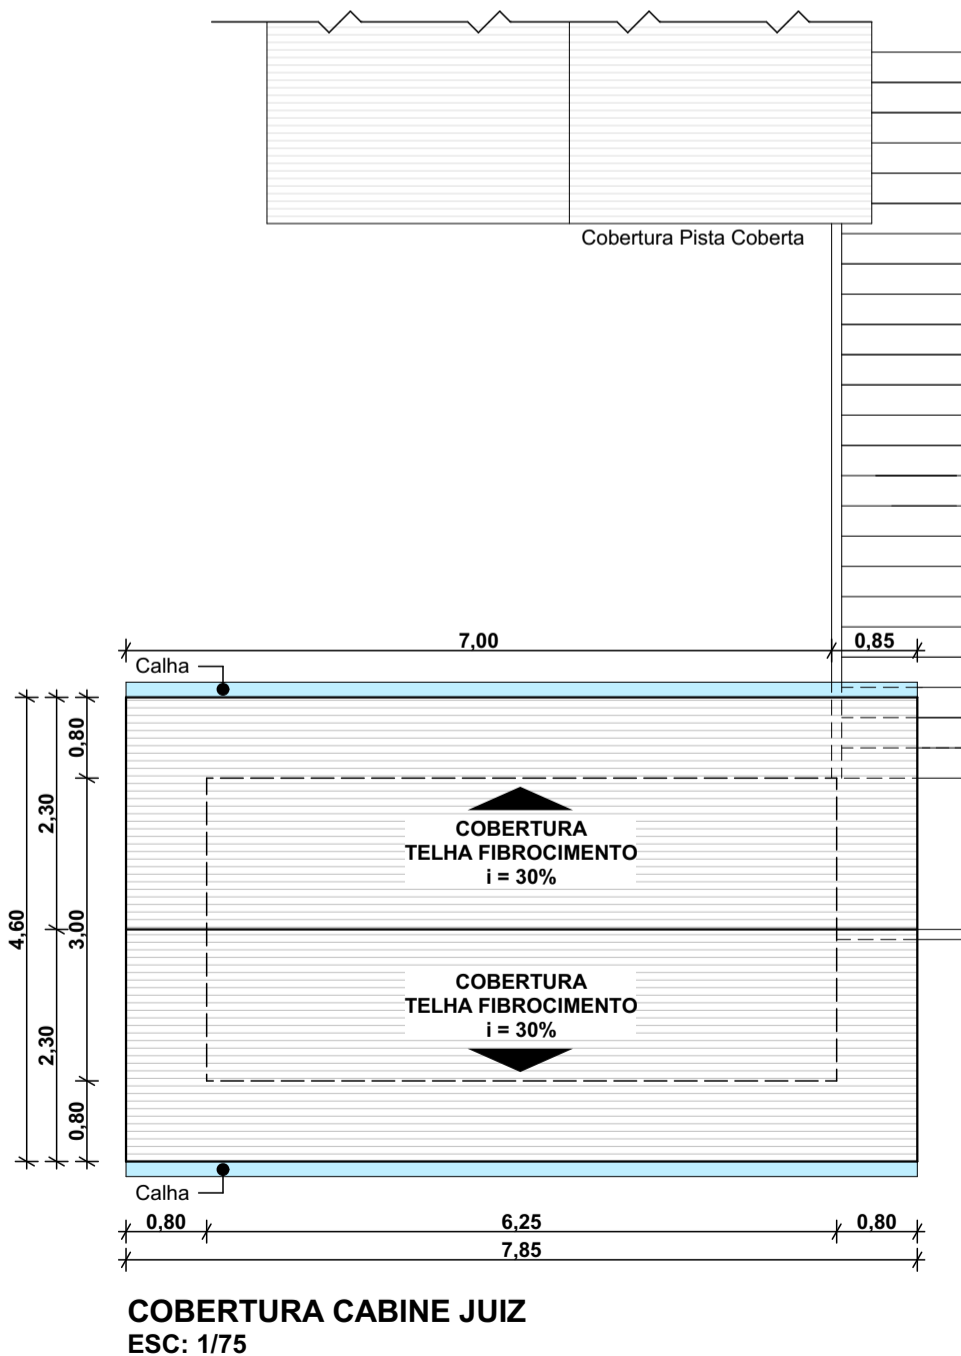 Cobertura Pista Coberta
7,00
0,85
Calha
0,80
2,30
4,60
3,00
2,30
0,80
COBERTURA
TELHA FIBROCIMENTO
i = 30%
COBERTURA
TELHA FIBROCIMENTO
i = 30%
Calha
0,80
6,25
0,80
7,85
COBERTURA CABINE JUIZ
ESC: 1/75